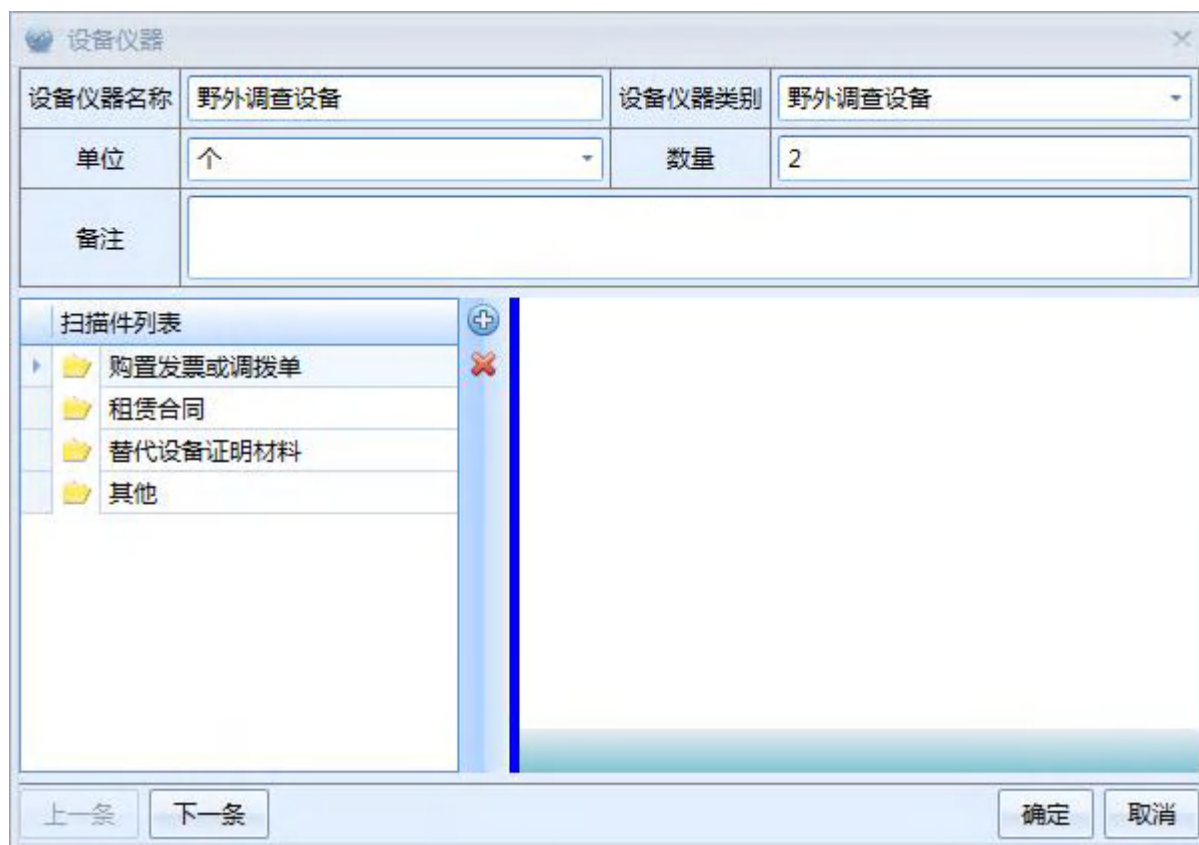 设备仪器
设备仪器名称 野外调查设备 设备仪器类别 野外调查设备
单位 个 数量 2
备注
扫描件列表
购置发票或调拨单
租赁合同
替代设备证明材料
其他
上一条 下一条 确定 取消